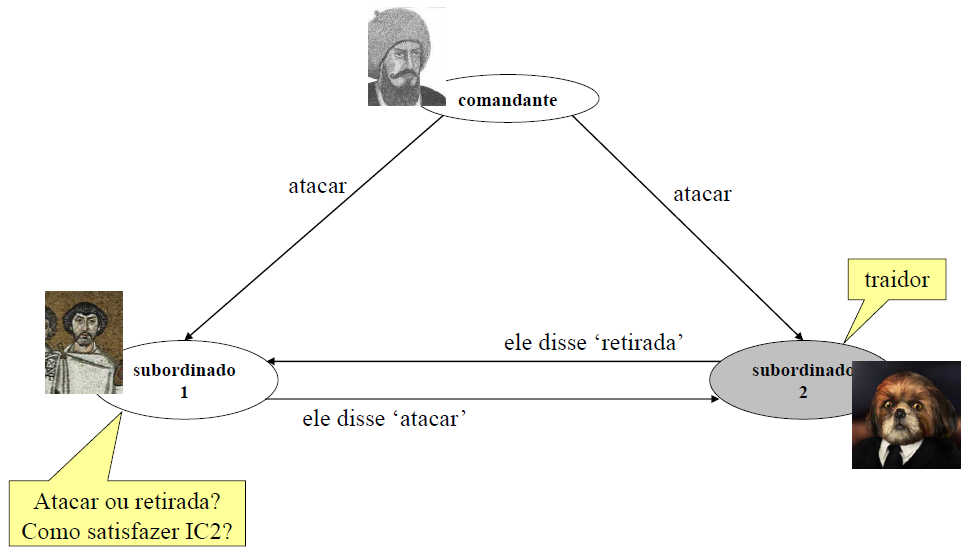 comandante
atacar
atacar
traidor
ele disse ‘retirada’
subordinado
1
subordinado
2
ele disse ‘atacar’
Atacar ou retirada?
Como satisfazer IC2?